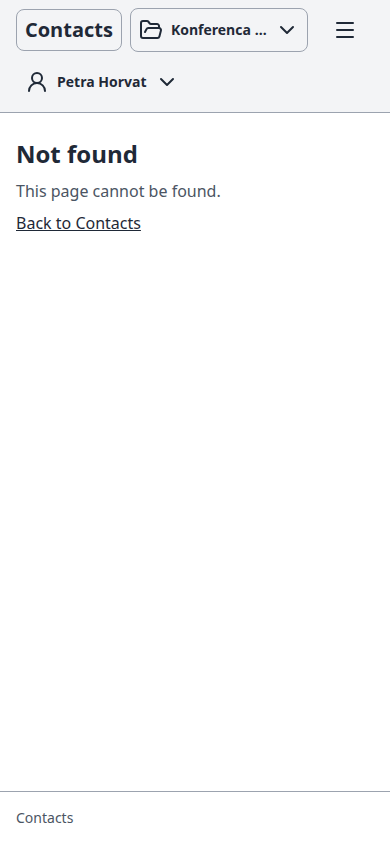 Contacts
Konferenca ...
Petra Horvat
Not found
This page cannot be found.
Back to Contacts
Contacts